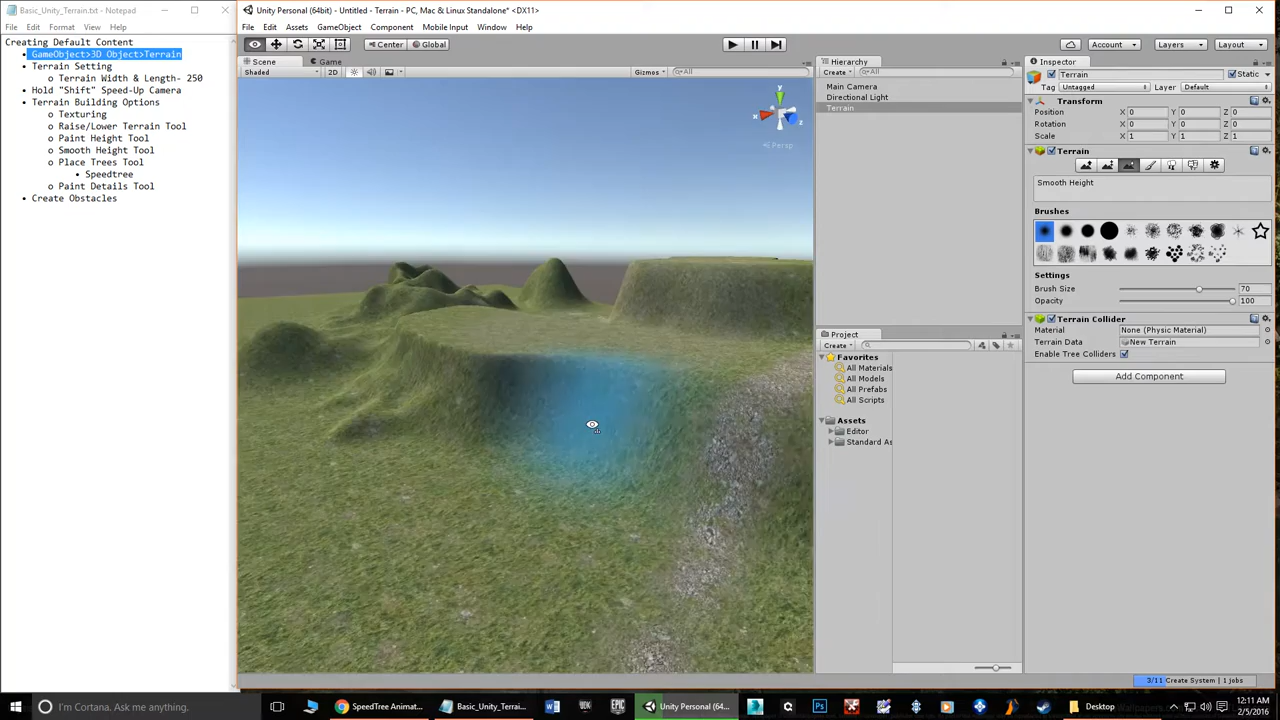 Basic_Unity_Terrain.txt - Notepad
File Edit Format View Help
Creating Default Content
• GameObject>3D Object>Terrain
• Terrain Setting
o Terrain Width & Length- 250
• Hold "Shift" Speed-Up Camera
• Terrain Building Options
o Texturing
o Raise/Lower Terrain Tool
o Paint Height Tool
o Smooth Height Tool
o Place Trees Tool
• Speedtree
o Paint Details Tool
• Create Obstacles
Unity Personal (64bit) - Untitled - Terrain - PC, Mac & Linux Standalone* <DX11>
File Edit Assets GameObject Component Mobile Input Window Help
Center Global
Account Layers Layout
Scene Game
Shaded 2D Gizmos All
y
x
z
Persp
Hierarchy
Create All
Main Camera
Directional Light
Terrain
Project
Create
Favorites
All Materials
All Models
All Prefabs
All Scripts
Assets
Editor
Standard As
Inspector
Terrain Static
Tag Untagged Layer Default
Transform
Position X 0 Y 0 Z 0
Rotation X 0 Y 0 Z 0
Scale X 1 Y 1 Z 1
Terrain
Smooth Height
Brushes
Settings
Brush Size 70
Opacity 100
Terrain Collider
Material None (Physic Material)
Terrain Data New Terrain
Enable Tree Colliders
Add Component
3/11 Create System | 1 jobs
I'm Cortana. Ask me anything.
SpeedTree Animat...
Basic_Unity_Terrai...
Unity Personal (64...
Desktop
12:11 AM
2/5/2016